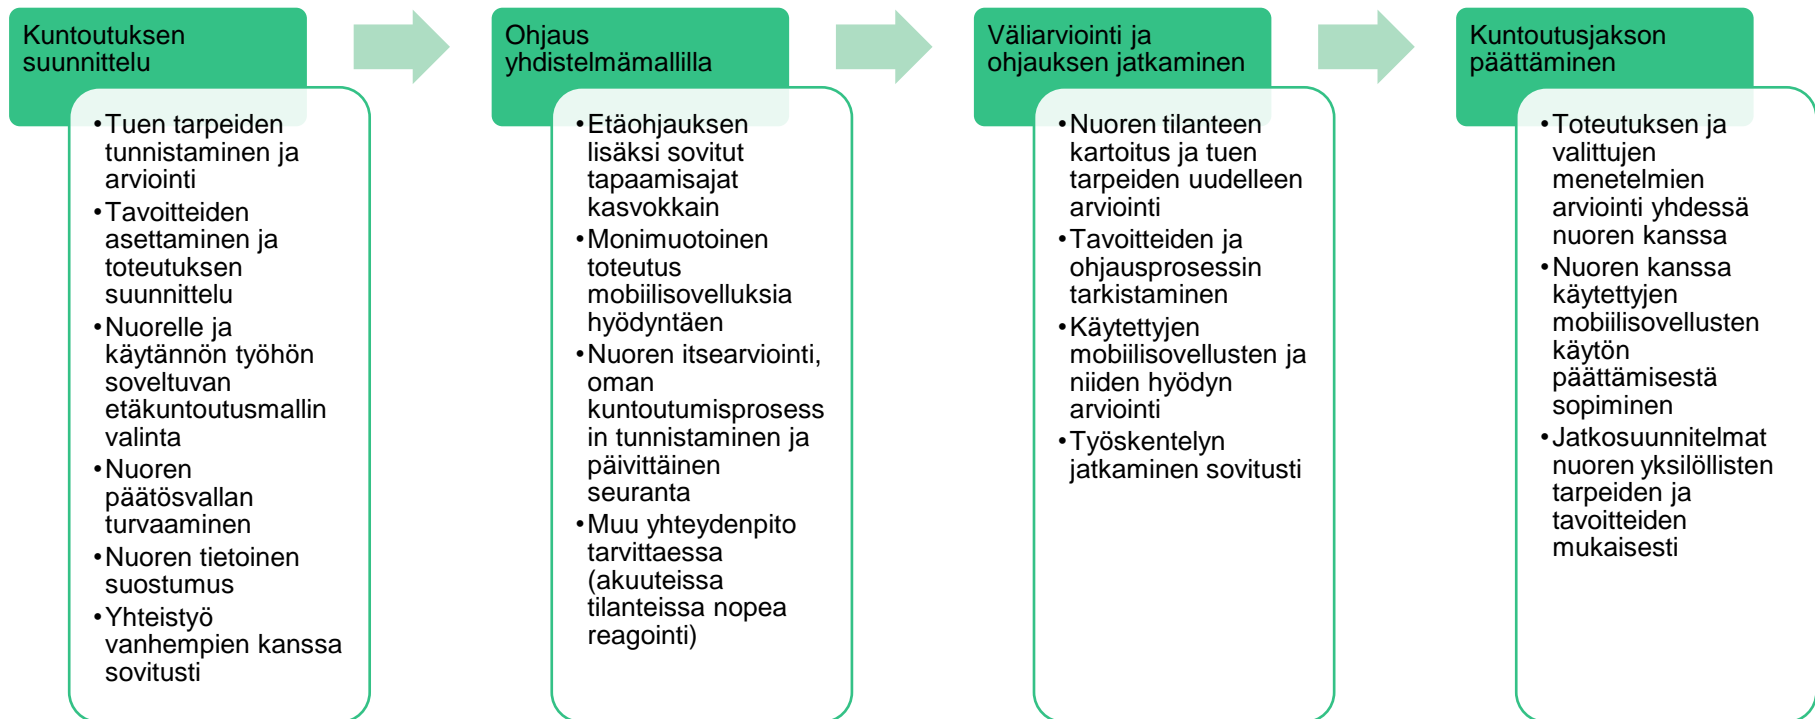 Kuntoutuksen
suunnittelu
•Tuen tarpeiden
tunnistaminen ja
arviointi
•Tavoitteiden
asettaminen ja
toteutuksen
suunnittelu
•Nuorelle ja
käytännön työhön
soveltuvan
etäkuntoutusmallin
valinta
•Nuoren
päätösvallan
turvaaminen
•Nuoren tietoinen
suostumus
•Yhteistyö
vanhempien kanssa
sovitusti
Ohjaus
yhdistelmämallilla
•Etäohjauksen
lisäksi sovitut
tapaamisajat
kasvokkain
•Monimuotoinen
toteutus
mobiilisovelluksia
hyödyntäen
•Nuoren itsearviointi,
oman
kuntoutumisprosess
in tunnistaminen ja
päivittäinen
seuranta
•Muu yhteydenpito
tarvittaessa
(akuuteissa
tilanteissa nopea
reagointi)
Väliarviointi ja
ohjauksen jatkaminen
•Nuoren tilanteen
kartoitus ja tuen
tarpeiden uudelleen
arviointi
•Tavoitteiden ja
ohjausprosessin
tarkistaminen
•Käytettyjen
mobiilisovellusten ja
niiden hyödyn
arviointi
•Työskentelyn
jatkaminen sovitusti
Kuntoutusjakson
päättäminen
•Toteutuksen ja
valittujen
menetelmien
arviointi yhdessä
nuoren kanssa
•Nuoren kanssa
käytettyjen
mobiilisovellusten
käytön
päättämisestä
sopiminen
•Jatkosuunnitelmat
nuoren yksilöllisten
tarpeiden ja
tavoitteiden
mukaisesti